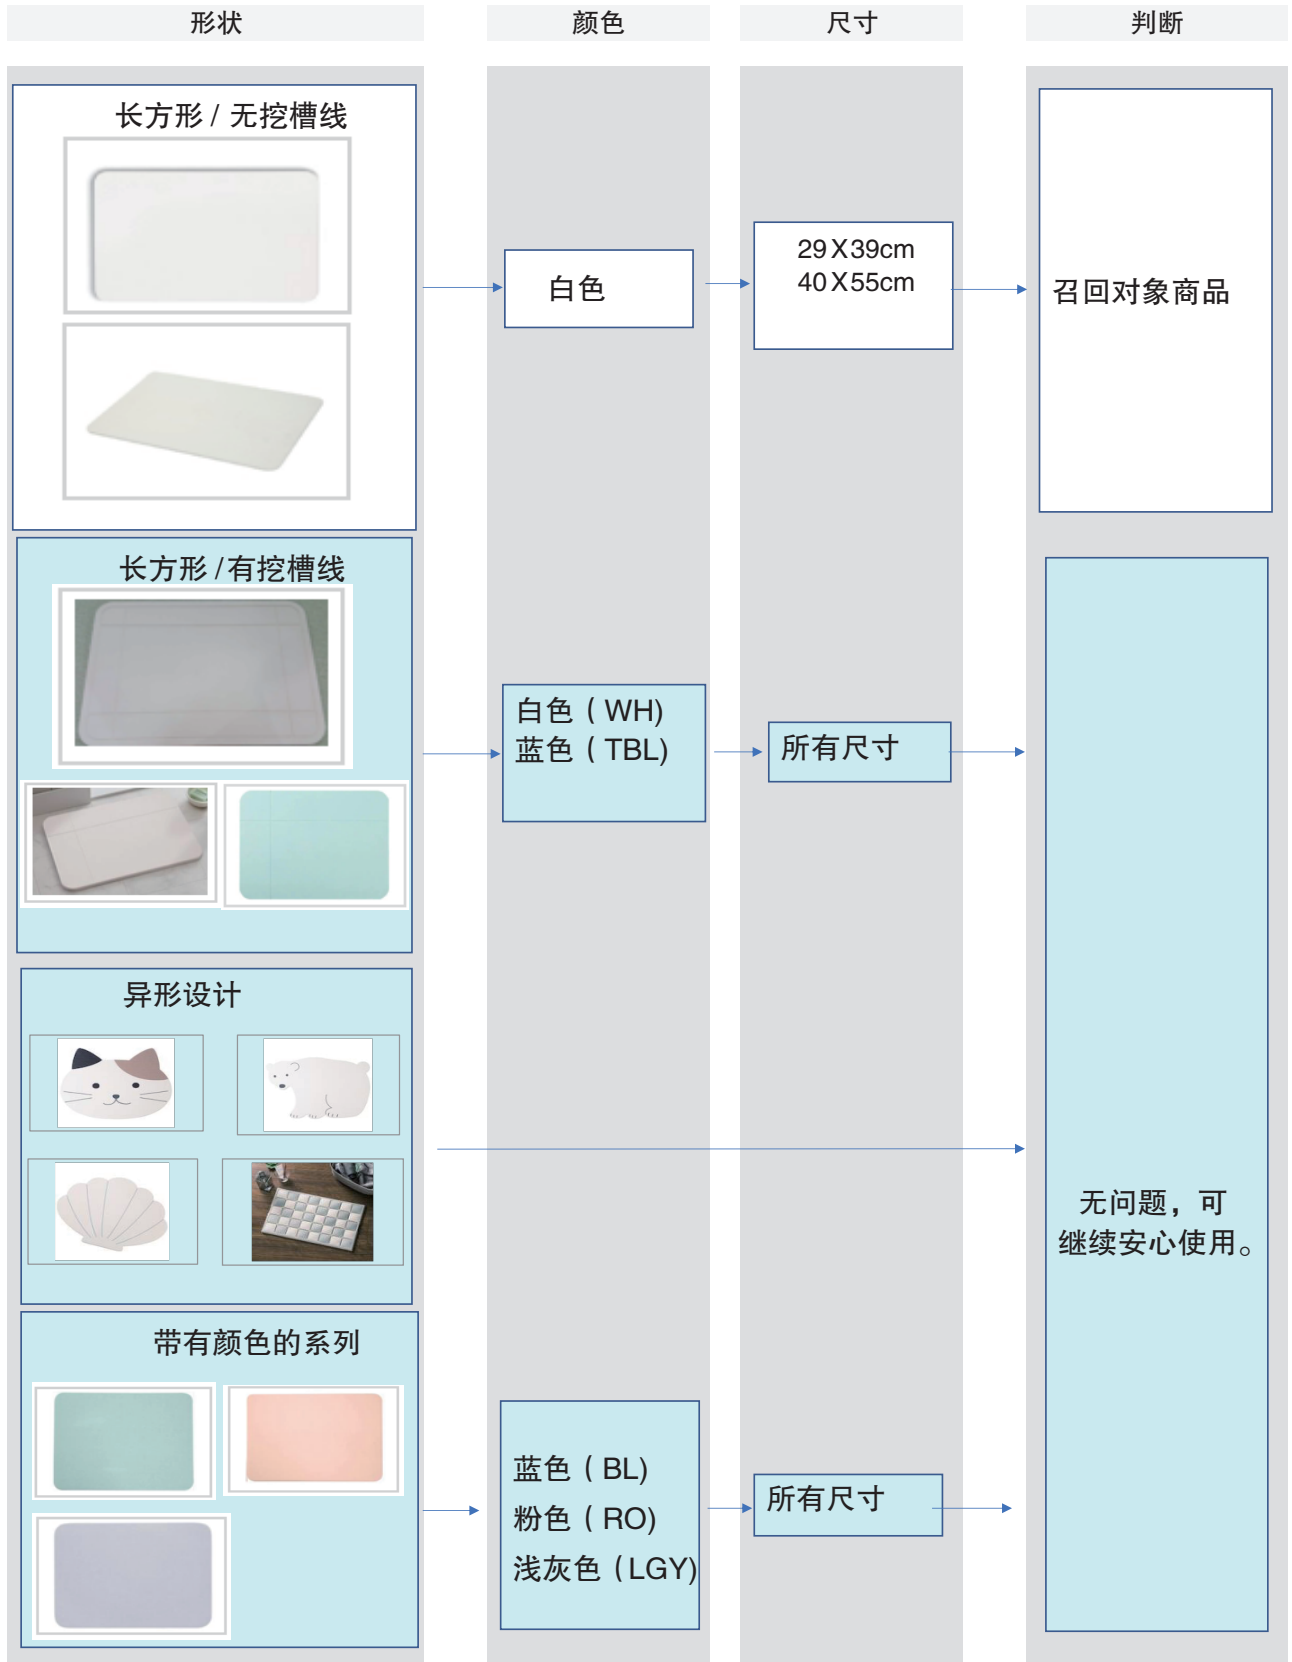 形状
颜色
尺寸
判断
长方形 / 无挖槽线
白色
29X39cm
40X55cm
召回对象商品
长方形 /有挖槽线
白色（WH)
蓝色（TBL)
所有尺寸
异形设计
无问题，可
继续安心使用。
带有颜色的系列
蓝色（BL)
粉色（RO)
浅灰色（LGY)
所有尺寸